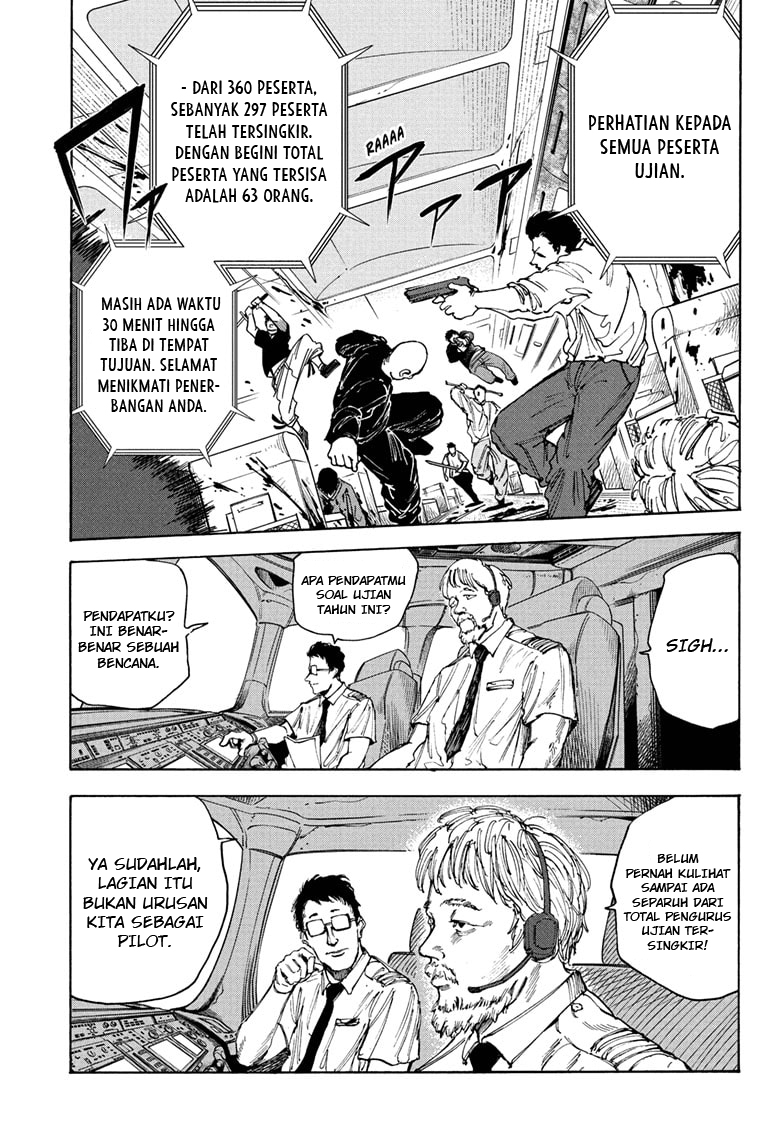 PERHATIAN KEPADA
SEMUA PESERTA
UJIAN.
- DARI 360 PESERTA,
SEBANYAK 297 PESERTA
TELAH TERSINGKIR.
DENGAN BEGINI TOTAL
PESERTA YANG TERSISA
ADALAH 63 ORANG.
RAAAA
MASIH ADA WAKTU
30 MENIT HINGGA
TIBA DI TEMPAT
TUJUAN. SELAMAT
MENIKMATI PENER-
BANGAN ANDA.
SIGH...
APA PENDAPATMU
SOAL UJIAN
TAHUN INI?
PENDAPATKU?
INI BENAR-
BENAR SEBUAH
BENCANA.
BELUM
PERNAH KULIHAT
SAMPAI ADA
SEPARUH DARI
TOTAL PENGURUS
UJIAN TER-
SINGKIR!
YA SUDAHLAH,
LAGIAN ITU
BUKAN URUSAN
KITA SEBAGAI
PILOT.